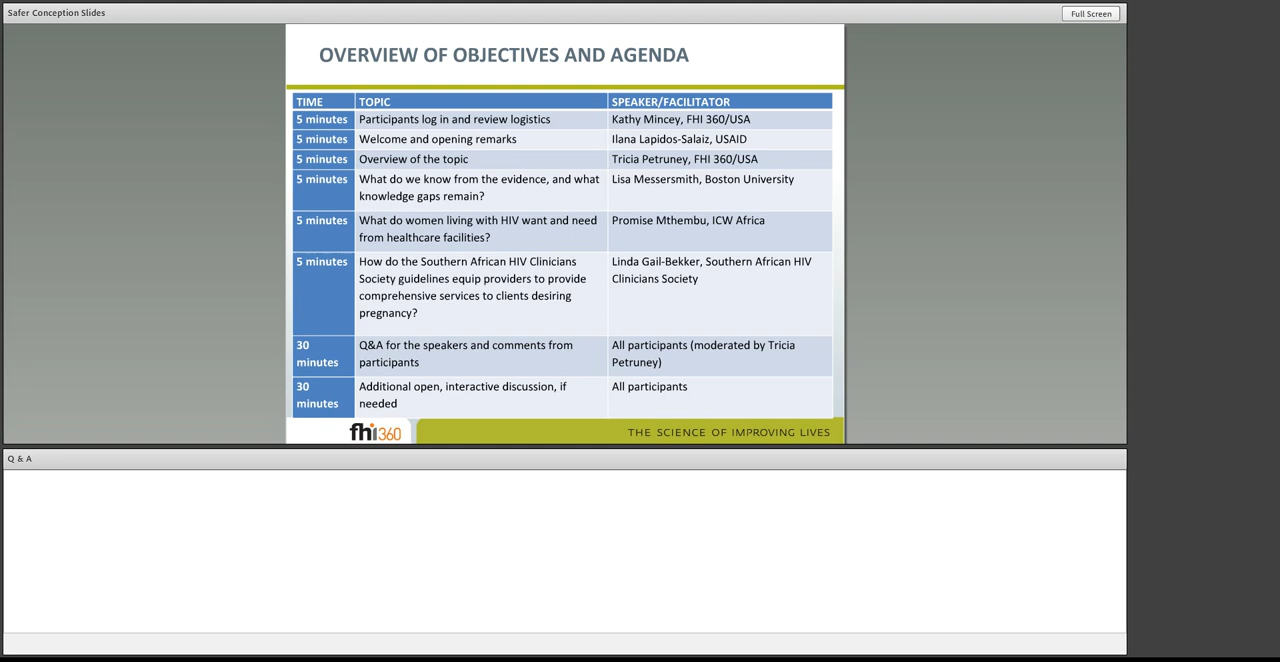 Safer Conception Slides
Full Screen
OVERVIEW OF OBJECTIVES AND AGENDA
TIME TOPIC SPEAKER/FACILITATOR
5 minutes Participants log in and review logistics Kathy Mincey, FHI 360/USA
5 minutes Welcome and opening remarks Ilana Lapidos-Salaiz, USAID
5 minutes Overview of the topic Tricia Petruney, FHI 360/USA
5 minutes What do we know from the evidence, and what Lisa Messersmith, Boston University
knowledge gaps remain?
5 minutes What do women living with HIV want and need Promise Mthembu, ICW Africa
from healthcare facilities?
5 minutes How do the Southern African HIV Clinicians Linda Gail-Bekker, Southern African HIV
Society guidelines equip providers to provide Clinicians Society
comprehensive services to clients desiring
pregnancy?
30 Q&A for the speakers and comments from All participants (moderated by Tricia
minutes participants Petruney)
30 Additional open, interactive discussion, if All participants
minutes needed
fhi360 THE SCIENCE OF IMPROVING LIVES
Q & A